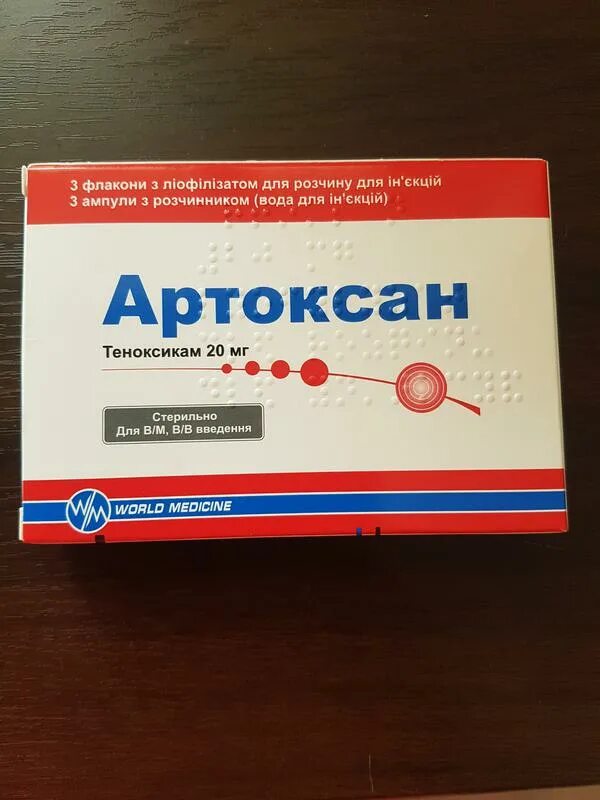 3 флакони з ліофілізатом для розчину для ін'єкцій
3 ампули з розчинником (вода для ін'єкцій)
Артоксан
Теноксикам 20 мг
Стерильно
Для В/М, В/В введення
WM WORLD MEDICINE